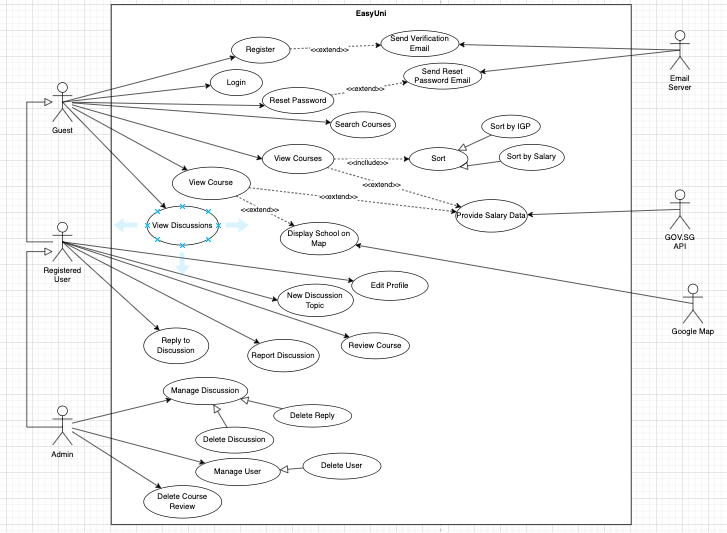 EasyUni
Send Verification
Email
Register
<<extend>>
Email
Server
Send Reset
Password Email
Login
<<extend>>
Reset Password
Guest
Search Courses
Sort by IGP
View Courses
<<include>>
Sort
Sort by Salary
View Course
<<extend>>
<<extend>>
<<extend>>
Provide Salary Data
View Discussions
Display School on
Map
GOV.SG
API
Registered
User
Edit Profile
New Discussion
Topic
Google Map
Reply to
Discussion
Report Discussion
Review Course
Manage Discussion
Delete Reply
Delete Discussion
Admin
Manage User
Delete User
Delete Course
Review